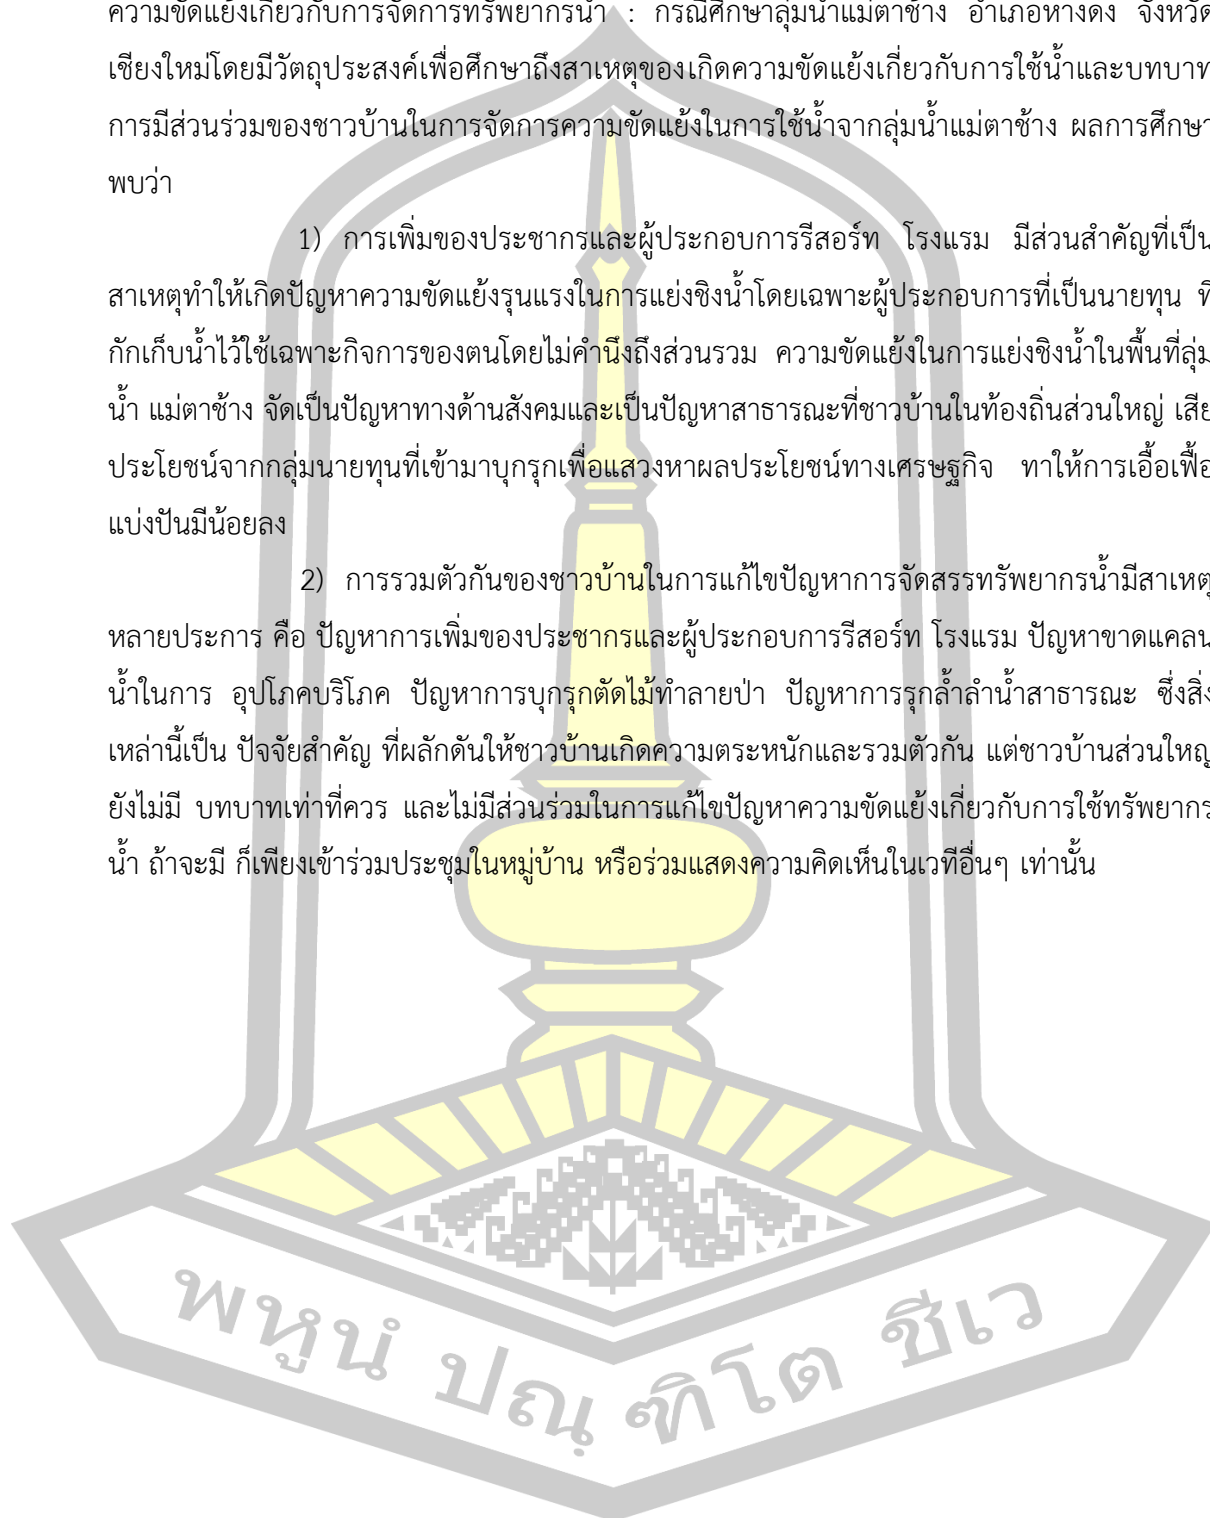 ความขัดแย้งเกี่ยวกับการจัดการทรัพยากรน้ำ : กรณีศึกษาลุ่มน้ำแม่ตาช้าง อำเภอหางดง จังหวัด
เชียงใหม่โดยมีวัตถุประสงค์เพื่อศึกษาถึงสาเหตุของเกิดความขัดแย้งเกี่ยวกับการใช้น้ำและบทบาท
การมีส่วนร่วมของชาวบ้านในการจัดการความขัดแย้งในการใช้น้ำจากลุ่มน้ำแม่ตาช้าง ผลการศึกษา
พบว่า
1) การเพิ่มของประชากรและผู้ประกอบการรีสอร์ท โรงแรม มีส่วนสำคัญที่เป็น
สาเหตุทำให้เกิดปัญหาความขัดแย้งรุนแรงในการแย่งชิงน้ำโดยเฉพาะผู้ประกอบการที่เป็นนายทุน ที่
กักเก็บน้ำไว้ใช้เฉพาะกิจการของตนโดยไม่คำนึงถึงส่วนรวม ความขัดแย้งในการแย่งชิงน้ำในพื้นที่ลุ่ม
น้ำ แม่ตาช้าง จัดเป็นปัญหาทางด้านสังคมและเป็นปัญหาสาธารณะที่ชาวบ้านในท้องถิ่นส่วนใหญ่ เสีย
ประโยชน์จากกลุ่มนายทุนที่เข้ามาบุกรุกเพื่อแสวงหาผลประโยชน์ทางเศรษฐกิจ ทาให้การเอื้อเฟื้อ
แบ่งปันมีน้อยลง
2) การรวมตัวกันของชาวบ้านในการแก้ไขปัญหาการจัดสรรทรัพยากรน้ำมีสาเหตุ
หลายประการ คือ ปัญหาการเพิ่มของประชากรและผู้ประกอบการรีสอร์ท โรงแรม ปัญหาขาดแคลน
น้ำในการ อุปโภคบริโภค ปัญหาการบุกรุกตัดไม้ทำลายป่า ปัญหาการรุกล้ำลำน้ำสาธารณะ ซึ่งสิ่ง
เหล่านี้เป็น ปัจจัยสำคัญ ที่ผลักดันให้ชาวบ้านเกิดความตระหนักและรวมตัวกัน แต่ชาวบ้านส่วนใหญ่
ยังไม่มี บทบาทเท่าที่ควร และไม่มีส่วนร่วมในการแก้ไขปัญหาความขัดแย้งเกี่ยวกับการใช้ทรัพยากร
น้ำ ถ้าจะมี ก็เพียงเข้าร่วมประชุมในหมู่บ้าน หรือร่วมแสดงความคิดเห็นในเวทีอื่นๆ เท่านั้น
พหูนํ ปณฺฑิโต ชีเว